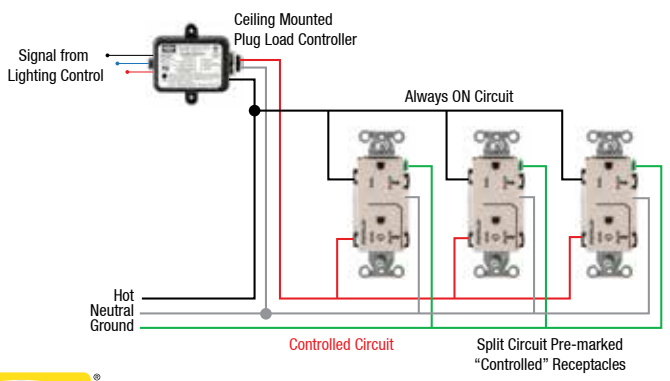 Ceiling Mounted
Plug Load Controller
Signal from
Lighting Control
Always ON Circuit
Hot
Neutral
Ground
Controlled Circuit
Split Circuit Pre-marked
“Controlled” Receptacles
®